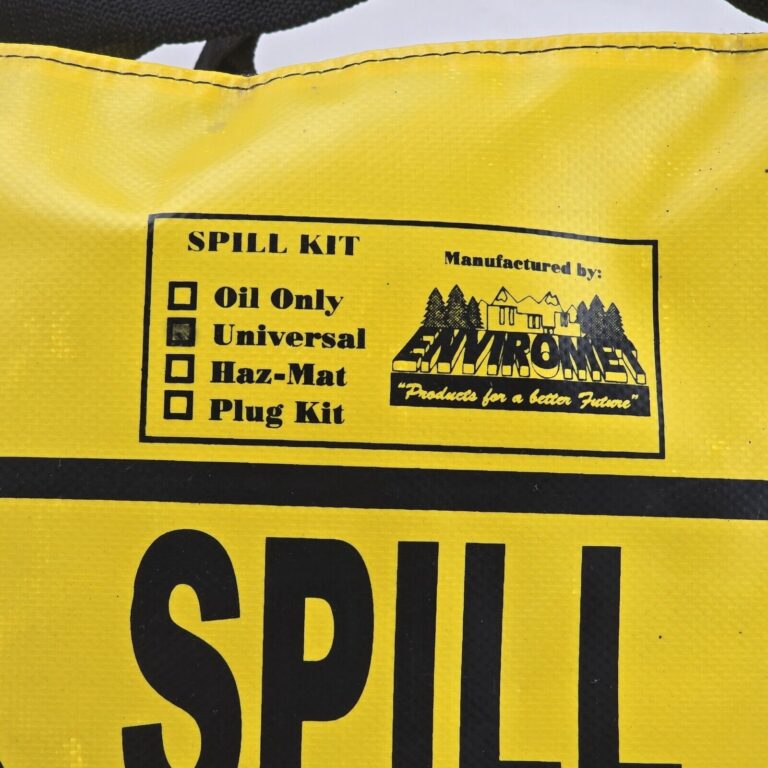 SPILL KIT
Oil Only
Universal
Haz-Mat
Plug Kit
Manufactured by:
ENVIROMET
"Products for a better Future"
SPILL